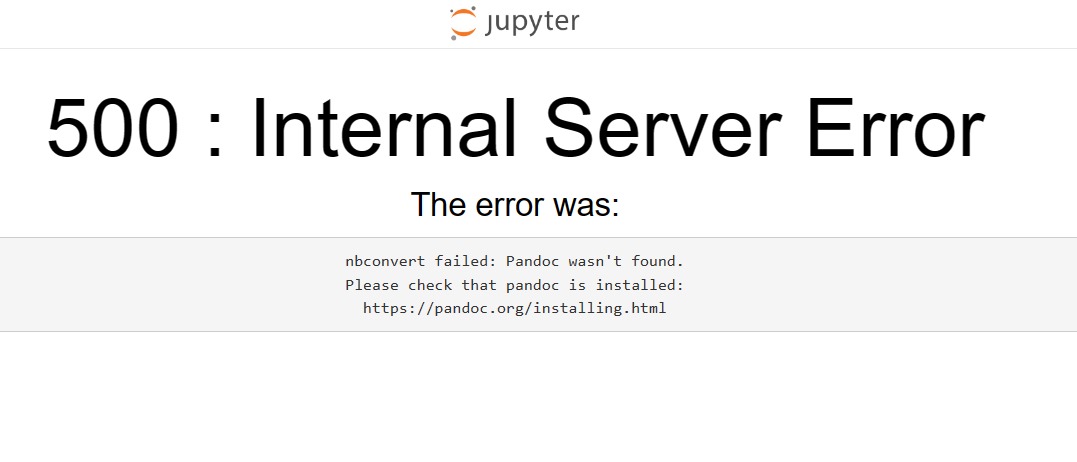 jupyter
500 : Internal Server Error
The error was:
nbconvert failed: Pandoc wasn't found.
Please check that pandoc is installed:
https://pandoc.org/installing.html